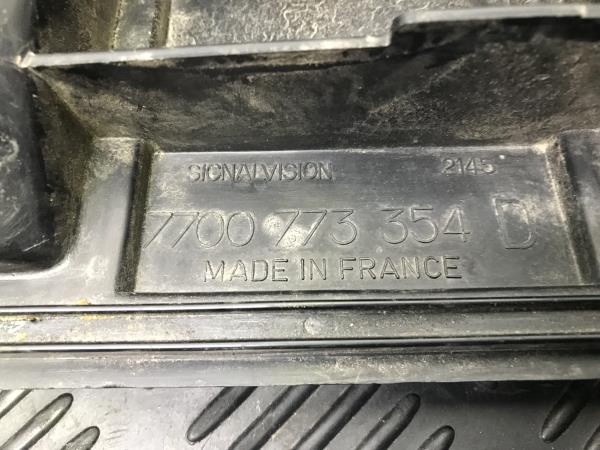 SIGNALVISION 2145
7700 773 354 D
MADE IN FRANCE